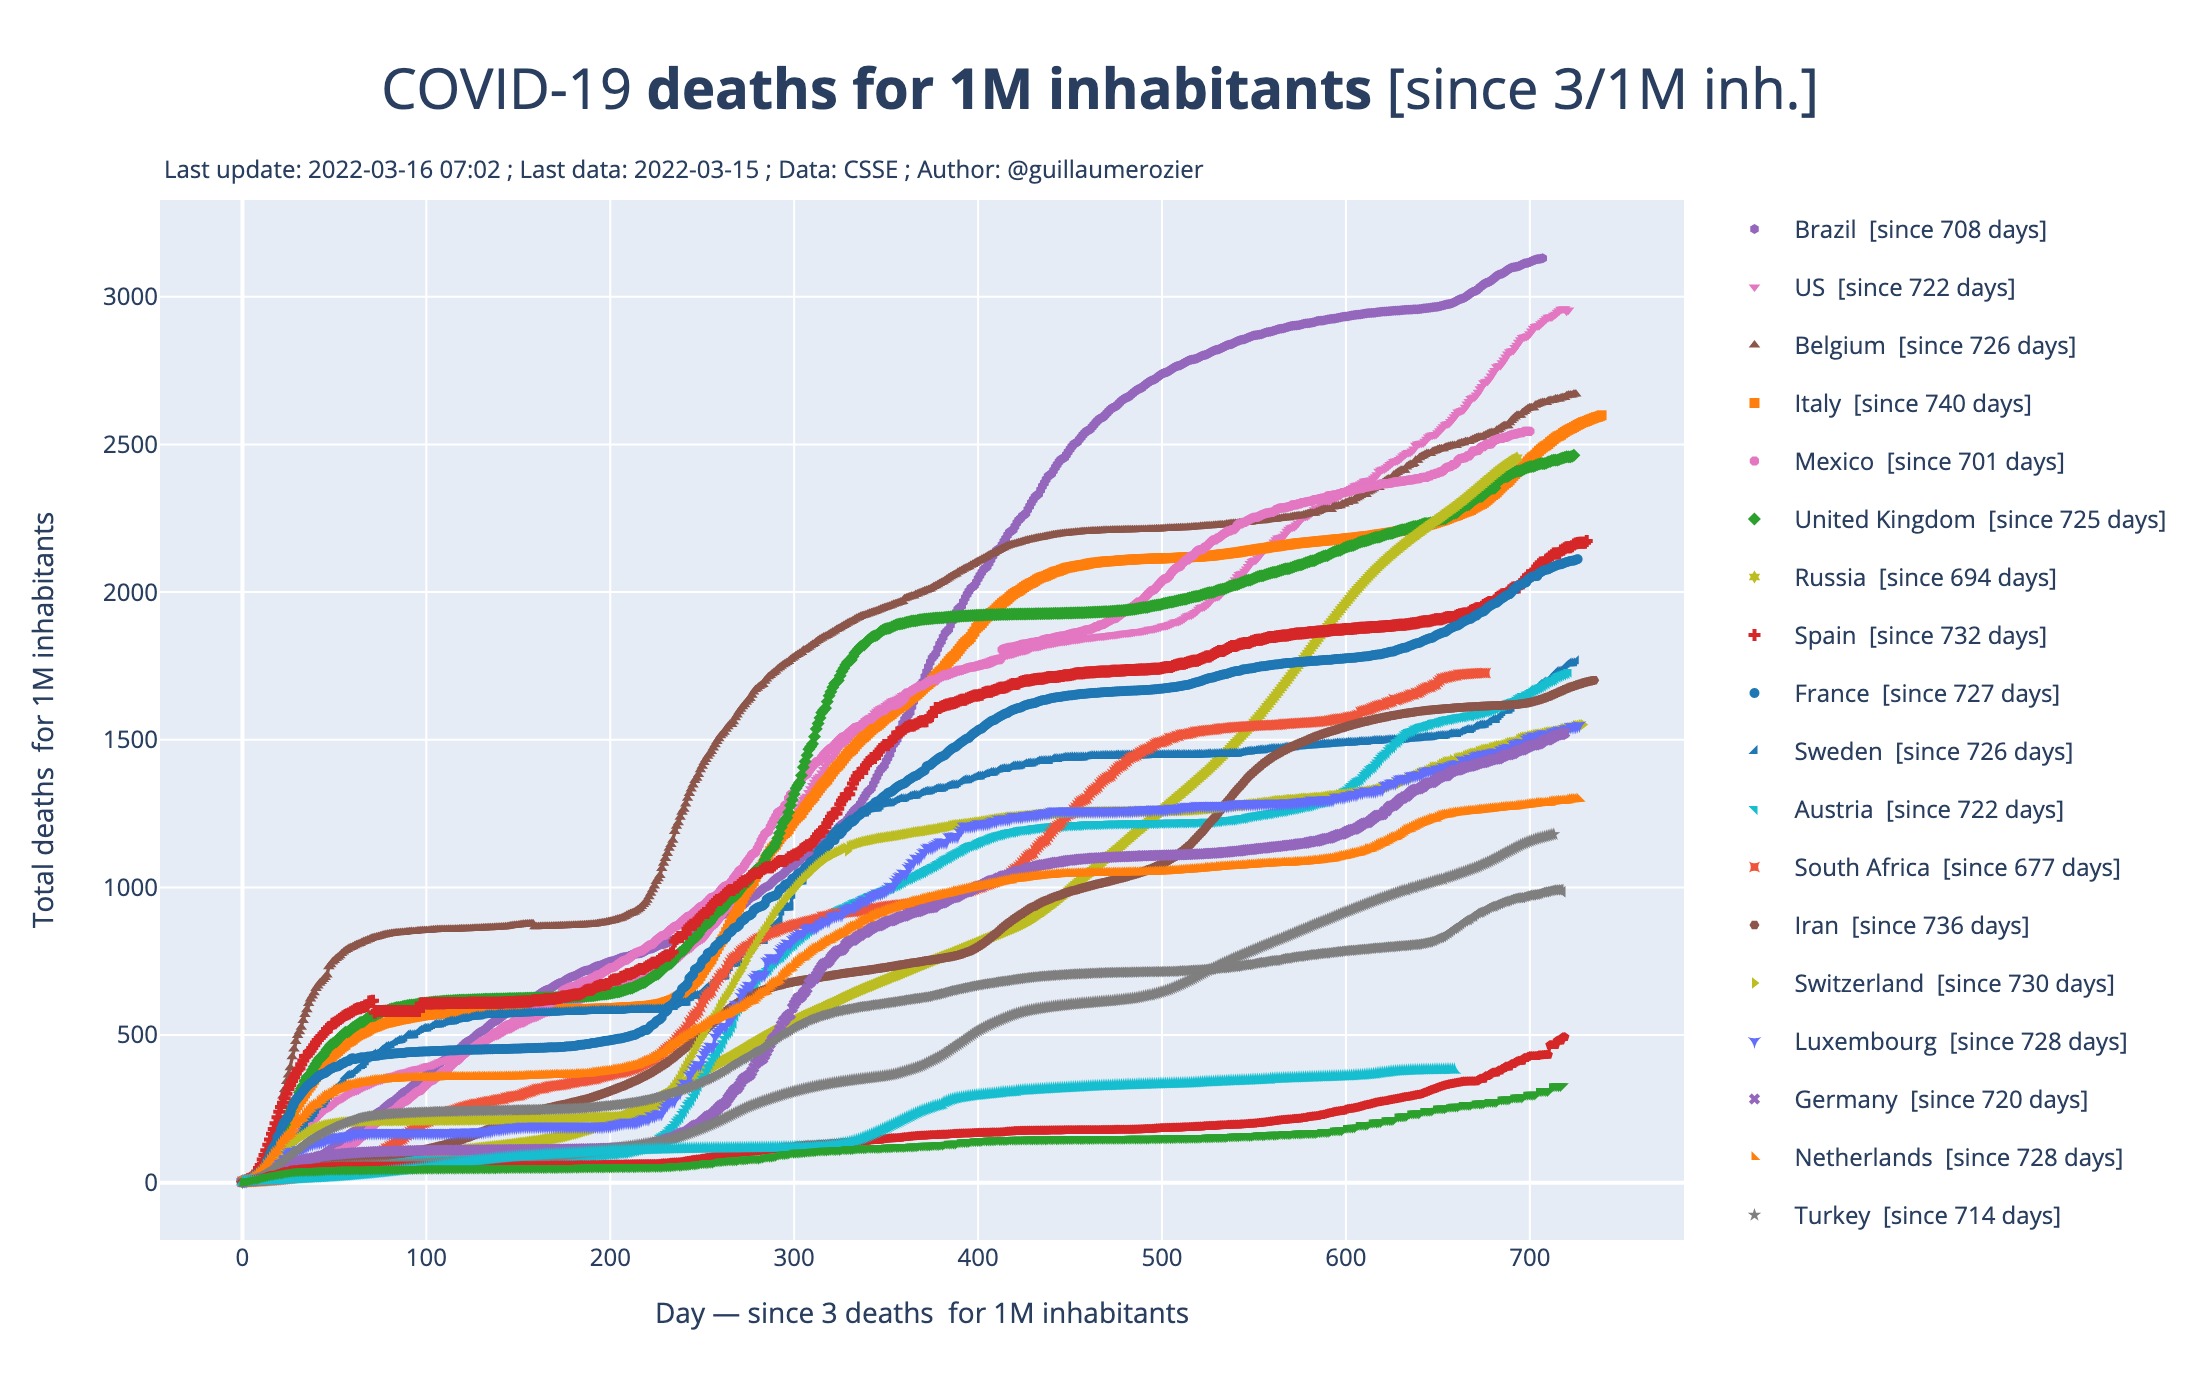 COVID-19 deaths for 1M inhabitants [since 3/1M inh.]
Last update: 2022-03-16 07:02 ; Last data: 2022-03-15 ; Data: CSSE ; Author: @guillaumerozier
Total deaths for 1M inhabitants
3000
2500
2000
1500
1000
500
0
0 100 200 300 400 500 600 700
Day — since 3 deaths for 1M inhabitants
Brazil [since 708 days]
US [since 722 days]
Belgium [since 726 days]
Italy [since 740 days]
Mexico [since 701 days]
United Kingdom [since 725 days]
Russia [since 694 days]
Spain [since 732 days]
France [since 727 days]
Sweden [since 726 days]
Austria [since 722 days]
South Africa [since 677 days]
Iran [since 736 days]
Switzerland [since 730 days]
Luxembourg [since 728 days]
Germany [since 720 days]
Netherlands [since 728 days]
Turkey [since 714 days]